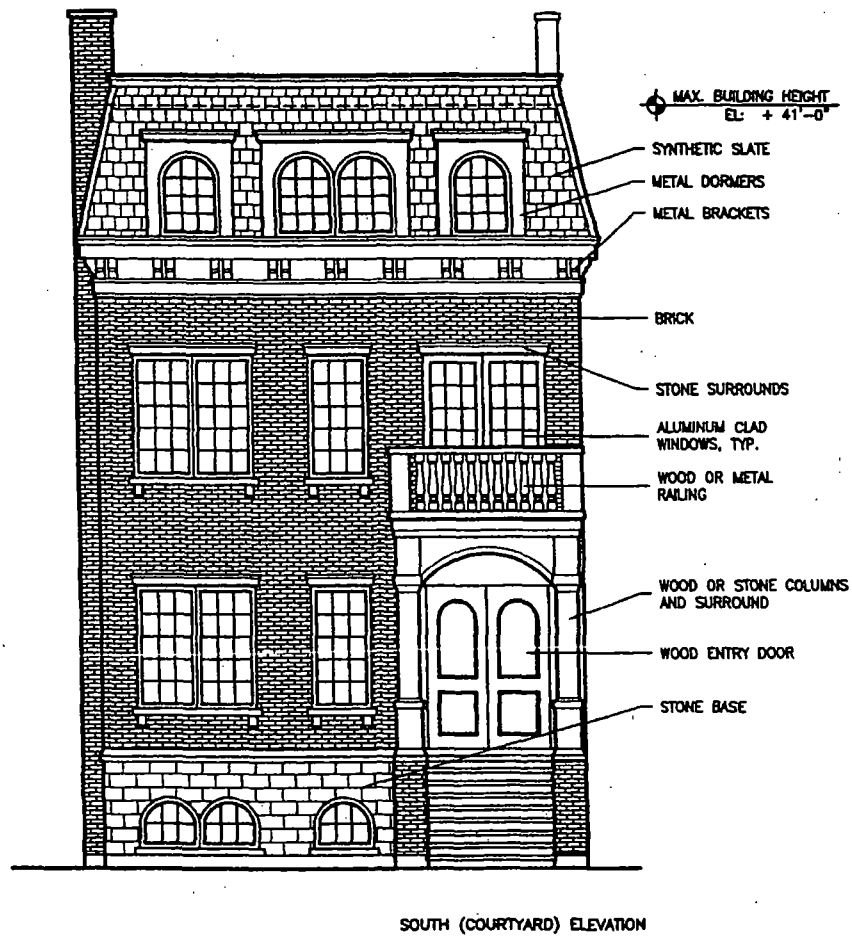 MAX. BUILDING HEIGHT
EL: + 41'-0"
SYNTHETIC SLATE
METAL DORMERS
METAL BRACKETS
BRICK
STONE SURROUNDS
ALUMINUM CLAD
WINDOWS, TYP.
WOOD OR METAL
RAILING
WOOD OR STONE COLUMNS
AND SURROUND
WOOD ENTRY DOOR
STONE BASE
SOUTH (COURTYARD) ELEVATION